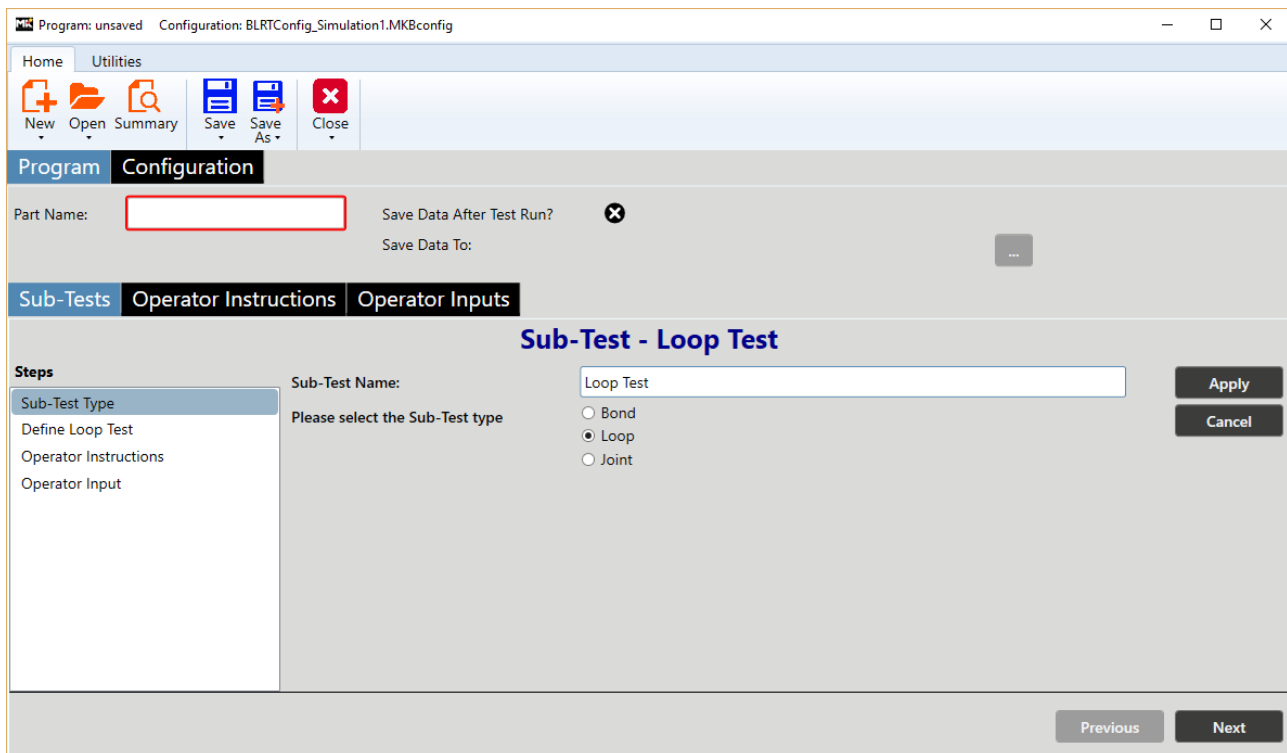 MK Program: unsaved Configuration: BLRTConfig_Simulation1.MKBconfig
Home Utilities
New Open Summary Save Save As Close
Program Configuration
Part Name: Save Data After Test Run?
Save Data To: ...
Sub-Tests Operator Instructions Operator Inputs
Sub-Test - Loop Test
Steps
Sub-Test Name: Loop Test Apply
Sub-Test Type
Please select the Sub-Test type Bond Cancel
Define Loop Test
Loop
Operator Instructions
Joint
Operator Input
Previous Next